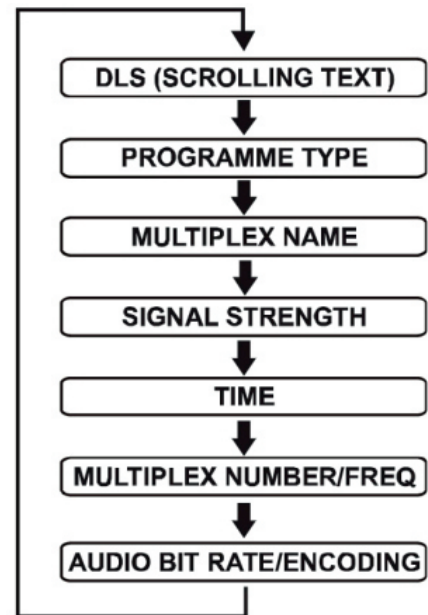 DLS (SCROLLING TEXT)
PROGRAMME TYPE
MULTIPLEX NAME
SIGNAL STRENGTH
TIME
MULTIPLEX NUMBER/FREQ
AUDIO BIT RATE/ENCODING